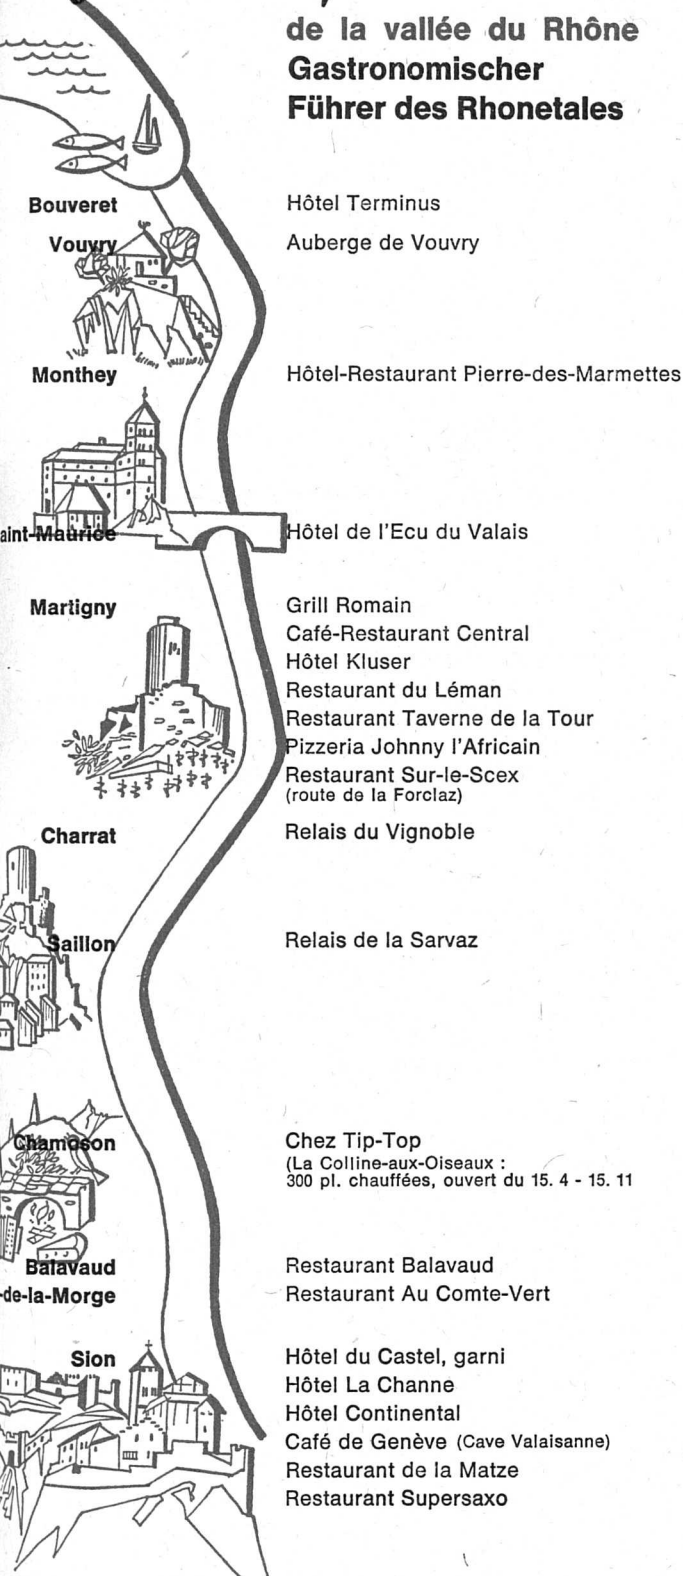 de la vallée du Rhône
Gastronomischer
Führer des Rhonetales
Bouveret Hôtel Terminus
Vouvry Auberge de Vouvry
Monthey Hôtel-Restaurant Pierre-des-Marmettes
aint-Maurice Hôtel de l'Ecu du Valais
Martigny Grill Romain
Café-Restaurant Central
Hôtel Kluser
Restaurant du Léman
Restaurant Taverne de la Tour
Pizzeria Johnny l'Africain
Restaurant Sur-le-Scex
(route de la Forclaz)
Charrat Relais du Vignoble
Saillon Relais de la Sarvaz
Chamoson Chez Tip-Top
(La Colline-aux-Oiseaux :
300 pl. chauffées, ouvert du 15. 4 - 15. 11
Balavaud Restaurant Balavaud
-de-la-Morge Restaurant Au Comte-Vert
Sion Hôtel du Castel, garni
Hôtel La Channe
Hôtel Continental
Café de Genève (Cave Valaisanne)
Restaurant de la Matze
Restaurant Supersaxo